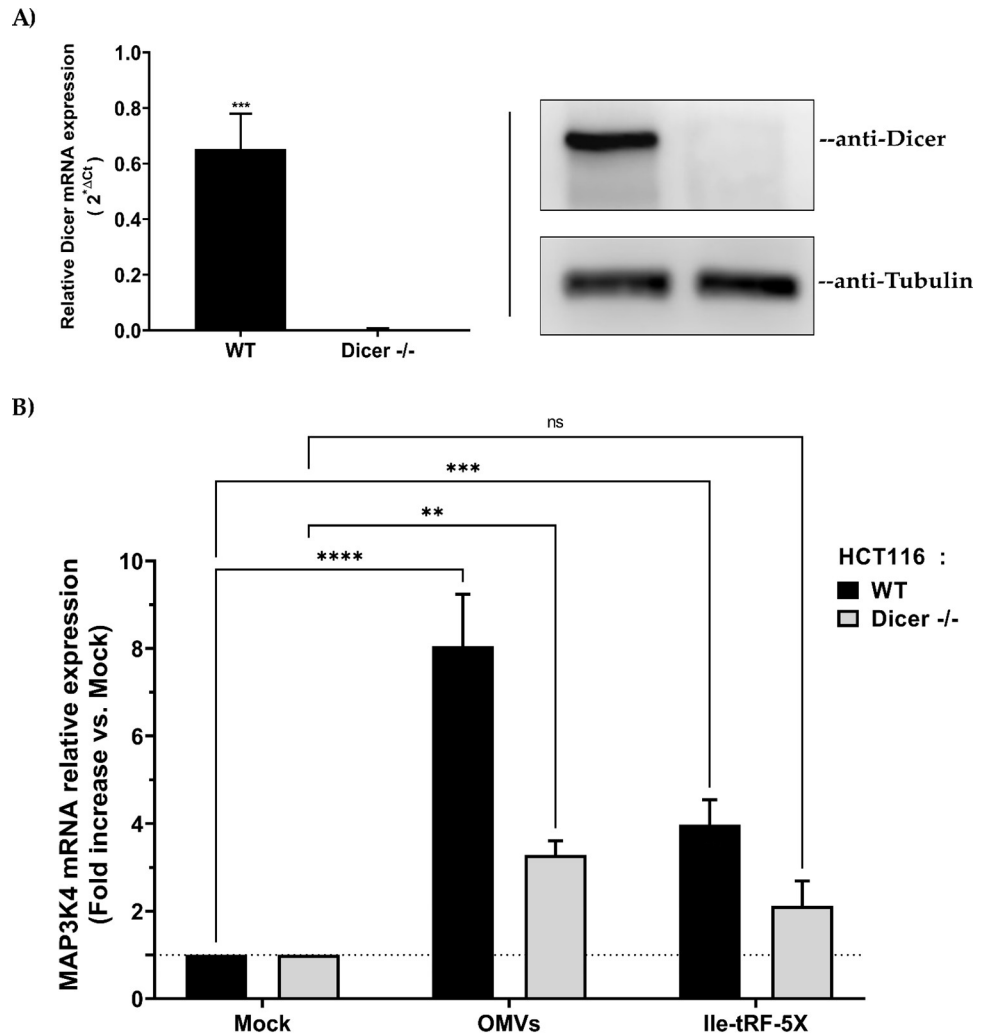 A)
Relative Dicer mRNA expression
( 2^*ΔCt)
1.0
0.8
0.6
0.4
0.2
0.0
***
WT
Dicer -/-
--anti-Dicer
--anti-Tubulin
B)
ns
***
**
****
MAP3K4 mRNA relative expression
(Fold increase vs. Mock)
10
8
6
4
2
0
Mock
OMVs
Ile-tRF-5X
HCT116 :
WT
Dicer -/-